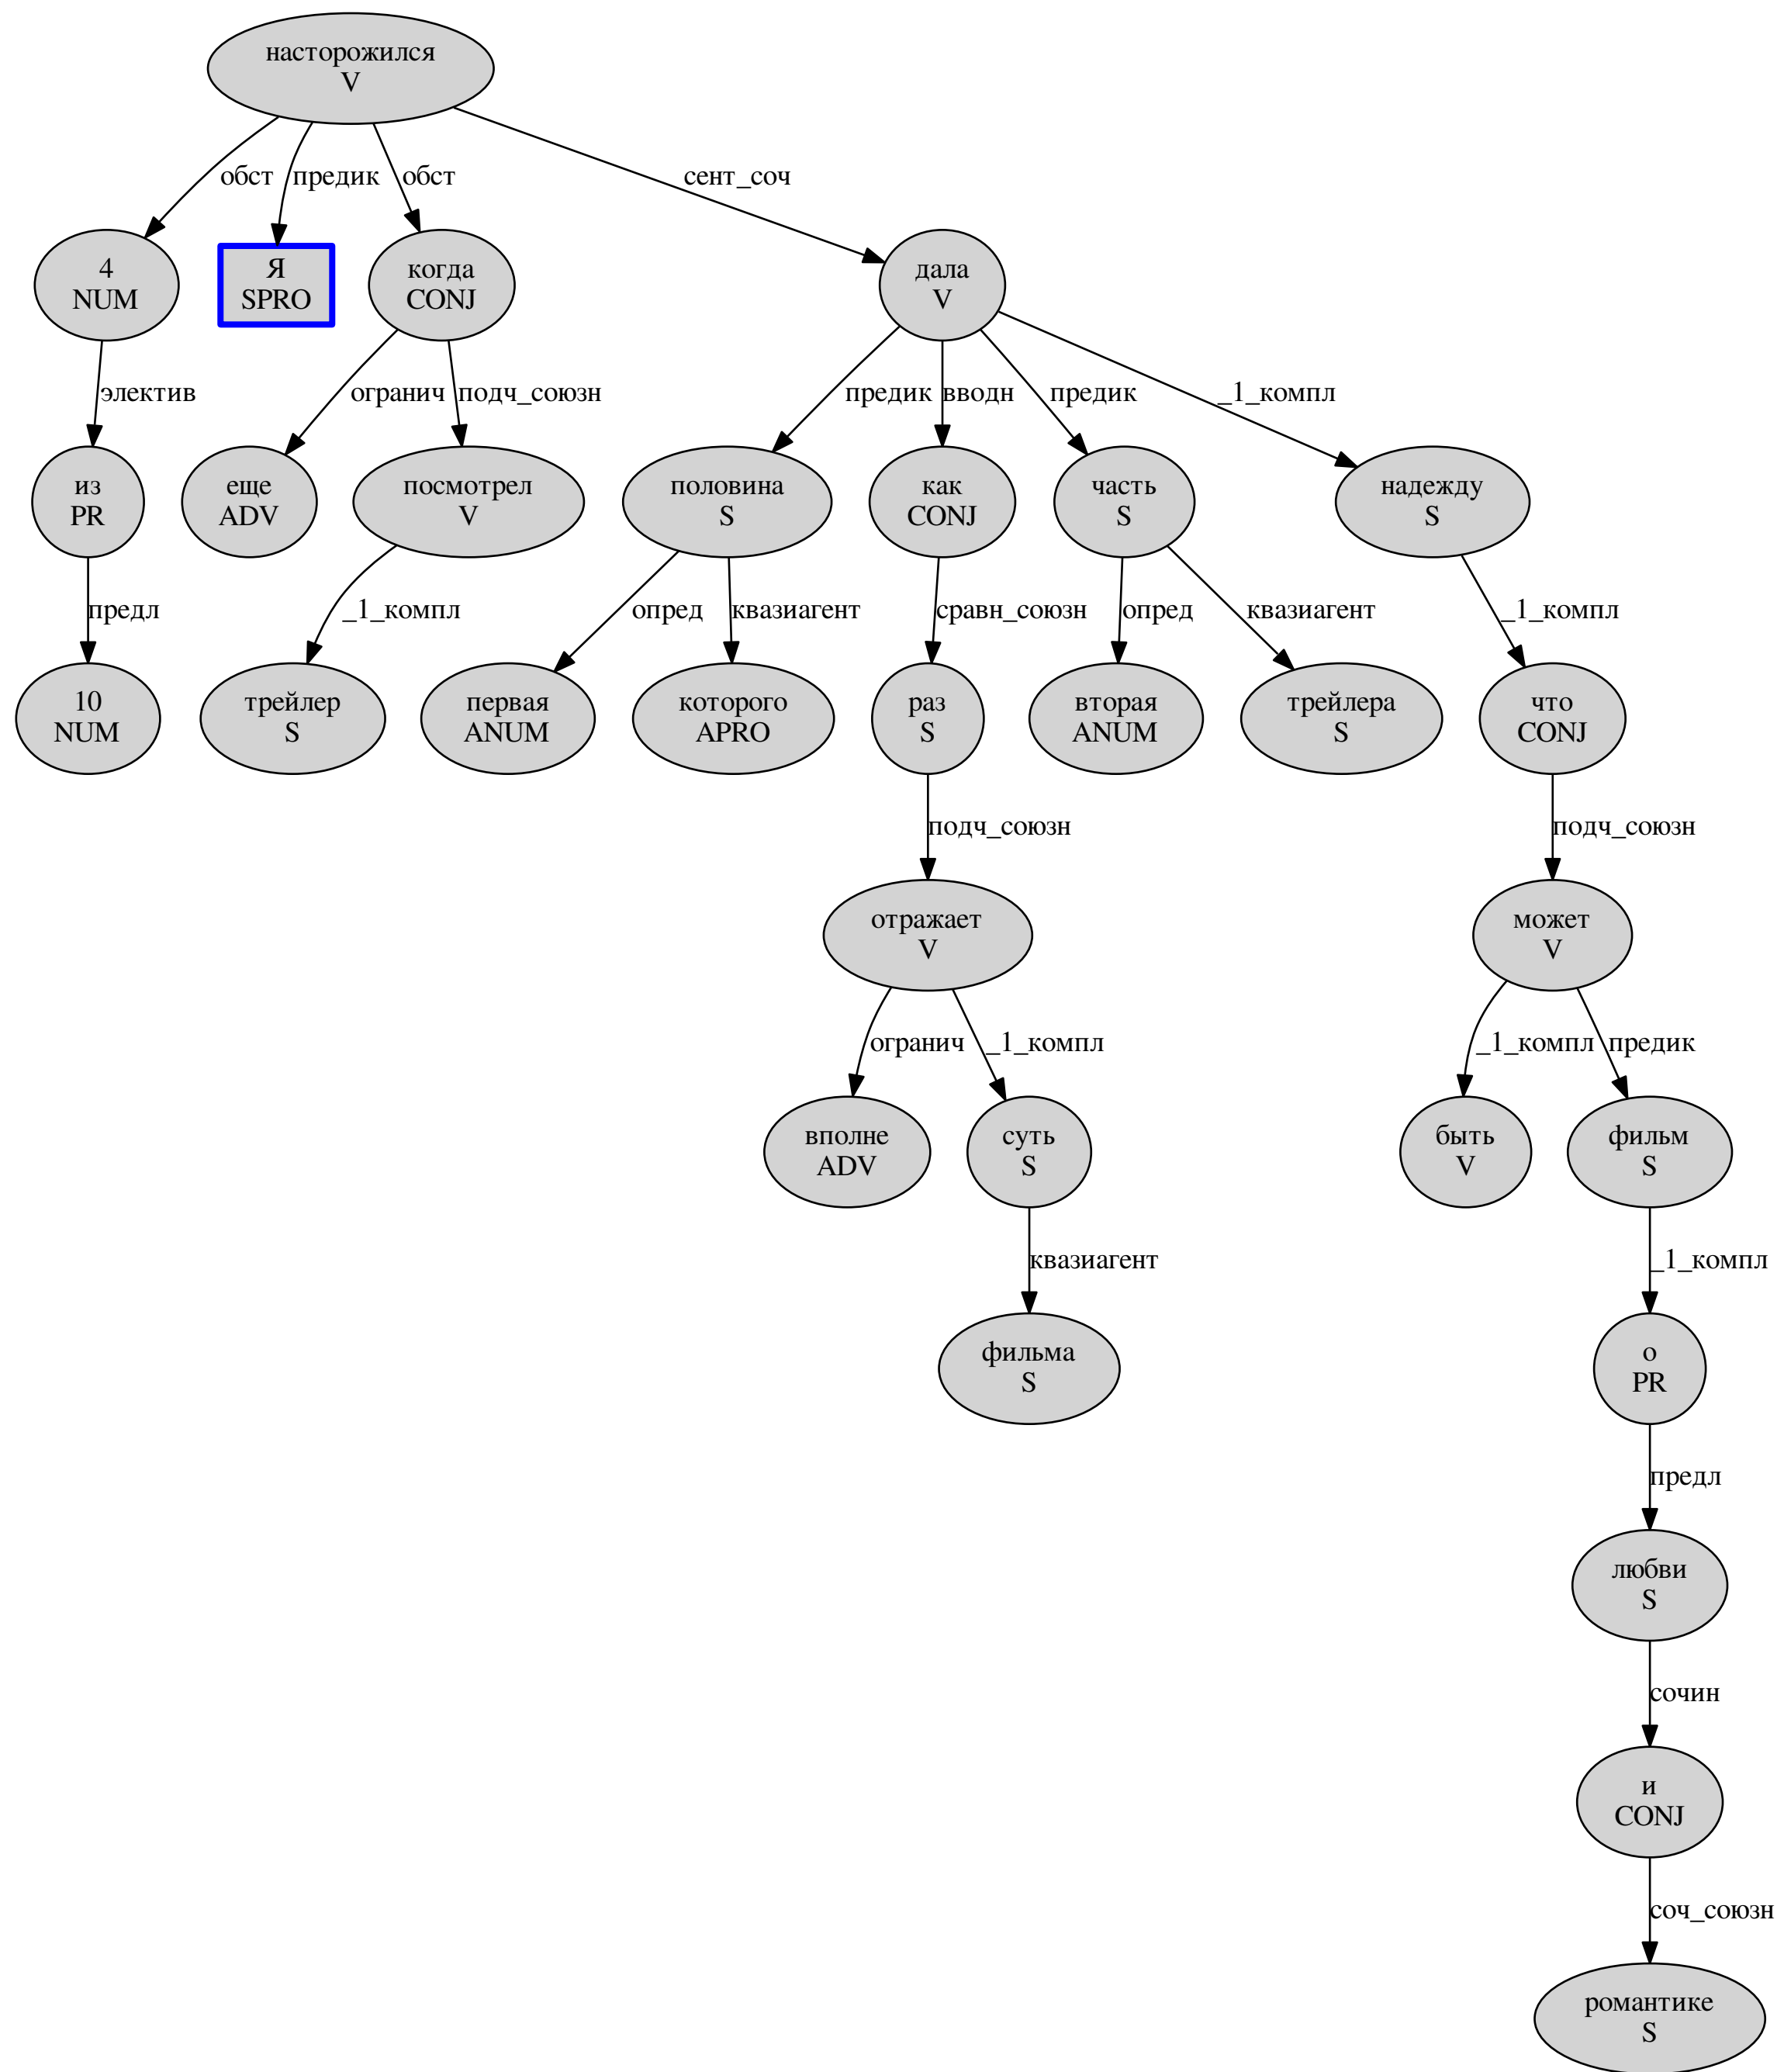 насторожился
V
обст
предик
обст
сент_соч
4
NUM
Я
SPRO
когда
CONJ
дала
V
электив
огранич
подч_союзн
предик
вводн
предик
_1_компл
из
PR
еще
ADV
посмотрел
V
половина
S
как
CONJ
часть
S
надежду
S
предл
_1_компл
опред
квазиагент
сравн_союзн
опред
квазиагент
_1_компл
10
NUM
трейлер
S
первая
ANUM
которого
APRO
раз
S
вторая
ANUM
трейлера
S
что
CONJ
подч_союзн
подч_союзн
отражает
V
может
V
огранич
_1_компл
_1_компл
предик
вполне
ADV
суть
S
быть
V
фильм
S
квазиагент
_1_компл
фильма
S
о
PR
предл
любви
S
сочин
и
CONJ
соч_союзн
романтике
S